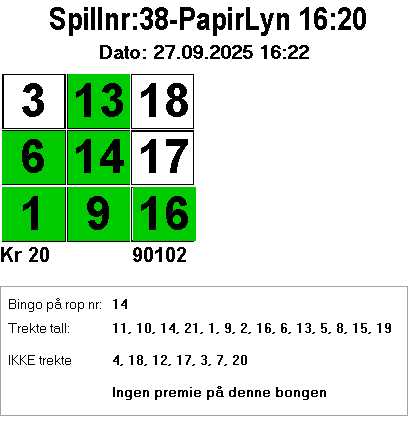 Spillnr:38-PapirLyn 16:20
Dato: 27.09.2025 16:22
3 13 18
6 14 17
1 9 16
Kr 20 90102
Bingo på rop nr: 14
Trekte tall: 11, 10, 14, 21, 1, 9, 2, 16, 6, 13, 5, 8, 15, 19
IKKE trekte 4, 18, 12, 17, 3, 7, 20
Ingen premie på denne bongen